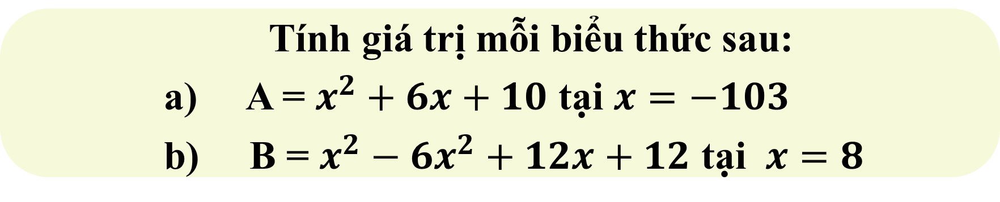 Tính giá trị mỗi biểu thức sau:
a) A = x² + 6x + 10 tại x = −103
b) B = x² − 6x² + 12x + 12 tại x = 8